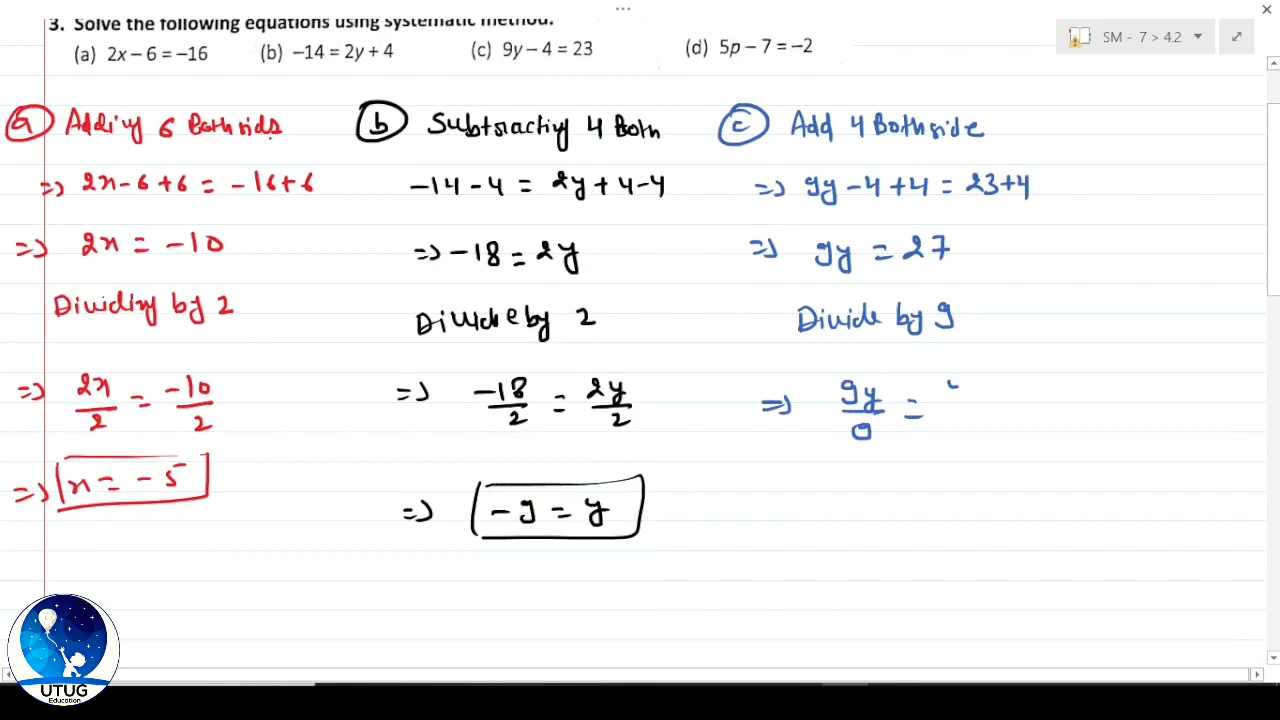 3. Solve the following equations using systematic method.
(a) 2x – 6 = –16 (b) –14 = 2y + 4 (c) 9y – 4 = 23 (d) 5p – 7 = –2
SM - 7 > 4.2
a Adding 6 Both sids
=> 2x-6+6 = -16+6
=> 2x = -10
Dividing by 2
=> 2x/2 = -10/2
=> x = -5
b Subtracting 4 Both
-14-4 = 2y+4-4
=> -18 = 2y
Divide by 2
=> -18/2 = 2y/2
=> -9 = y
c Add 4 Bothside
=> 9y-4+4 = 23+4
=> 9y = 27
Divide by 9
=> 9y/9 =
UTUG
Education